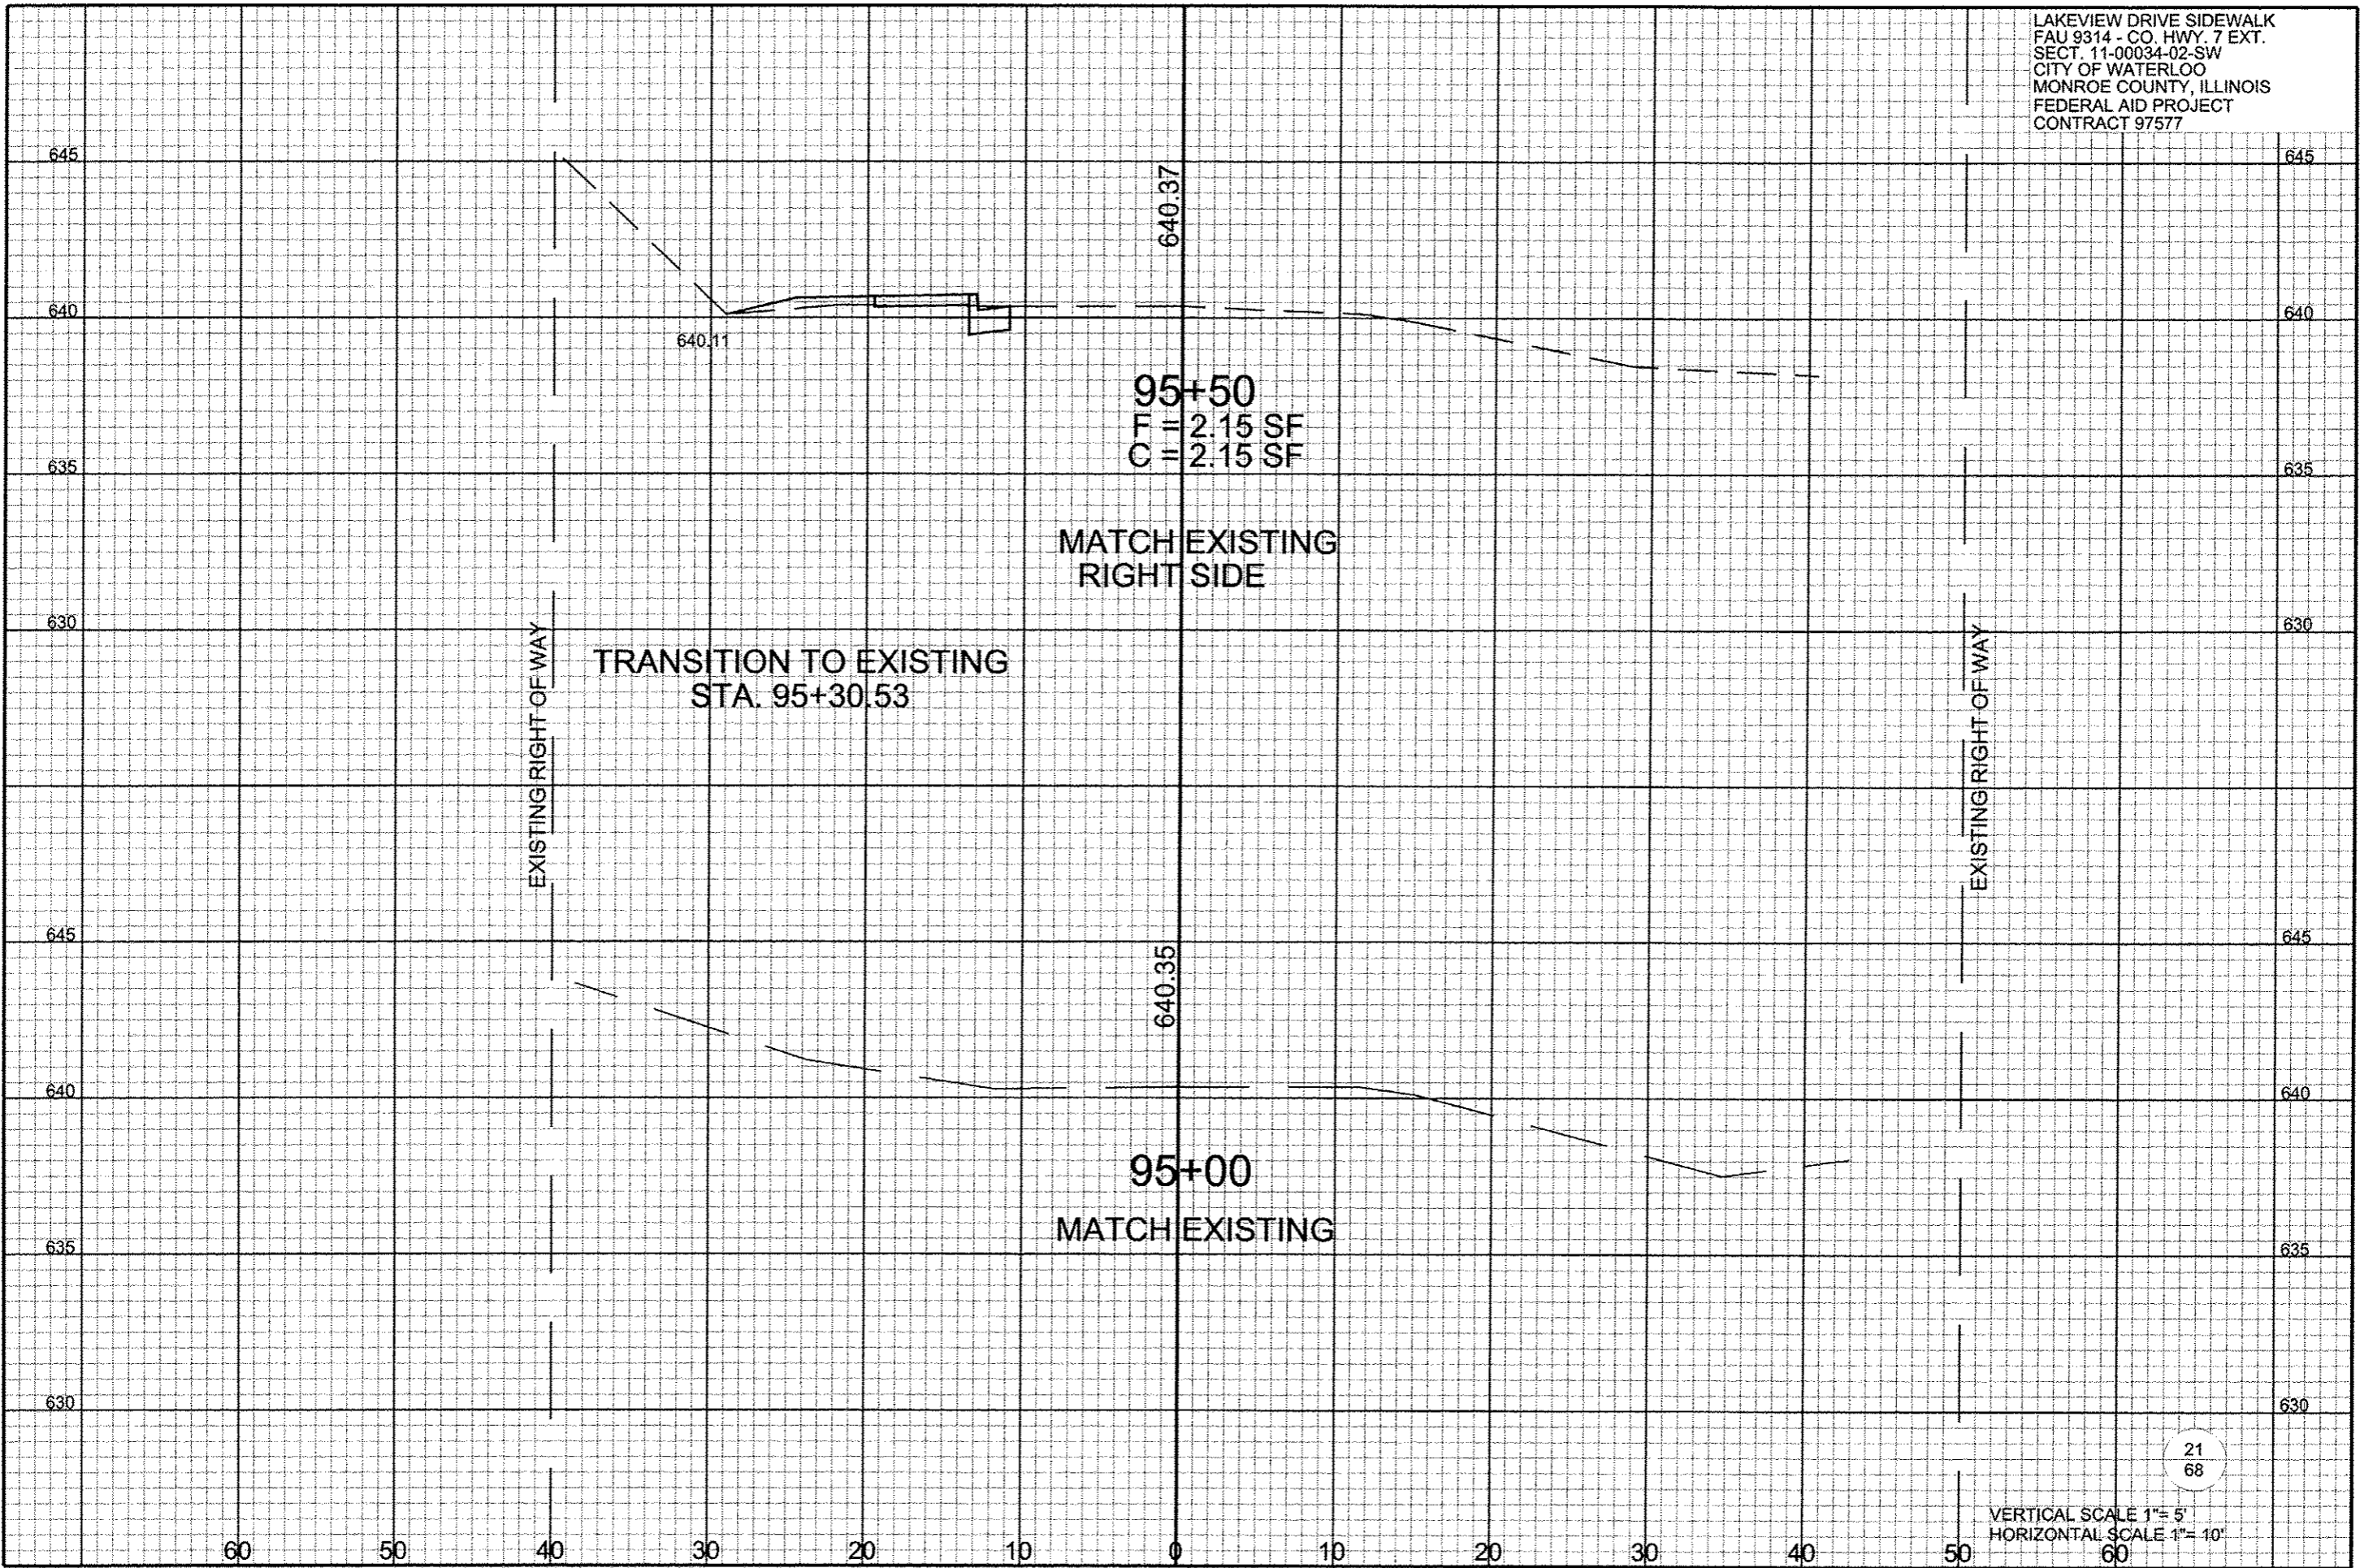 LAKEVIEW DRIVE SIDEWALK
FAU 9314 - CO. HWY. 7 EXT.
SECT. 11-00034-02-SW
CITY OF WATERLOO
MONROE COUNTY, ILLINOIS
FEDERAL AID PROJECT
CONTRACT 97577
645
640.37
645
640
640.11
640
95+50
F = 2.15 SF
C = 2.15 SF
635
635
MATCH EXISTING
RIGHT SIDE
630
630
EXISTING RIGHT OF WAY
TRANSITION TO EXISTING
STA. 95+30.53
EXISTING RIGHT OF WAY
645
640.35
645
640
640
95+00
MATCH EXISTING
635
635
630
630
21
68
VERTICAL SCALE 1"= 5'
HORIZONTAL SCALE 1"= 10'
60 50 40 30 20 10 0 10 20 30 40 50 60